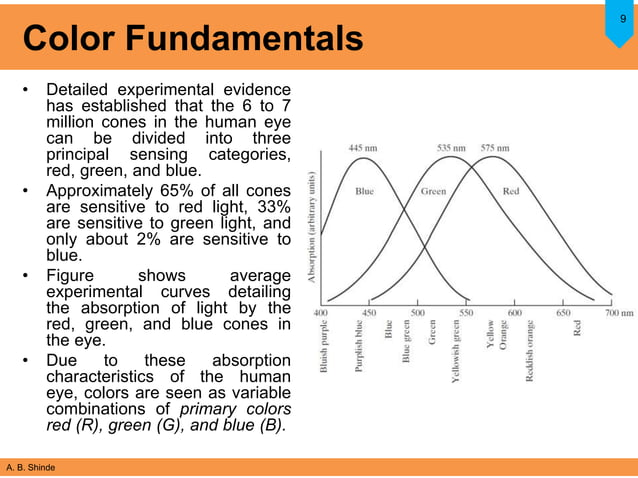 9
Color Fundamentals
• Detailed experimental evidence
has established that the 6 to 7
million cones in the human eye
can be divided into three
principal sensing categories,
red, green, and blue.
• Approximately 65% of all cones
are sensitive to red light, 33%
are sensitive to green light, and
only about 2% are sensitive to
blue.
• Figure shows average
experimental curves detailing
the absorption of light by the
red, green, and blue cones in
the eye.
• Due to these absorption
characteristics of the human
eye, colors are seen as variable
combinations of primary colors
red (R), green (G), and blue (B).
445 nm 535 nm 575 nm
Blue Green Red
Absorption (arbitrary units)
400 450 500 550 600 650 700 nm
Bluish purple
Purplish blue
Blue
Blue green
Green
Yellowish green
Yellow
Orange
Reddish orange
Red
A. B. Shinde